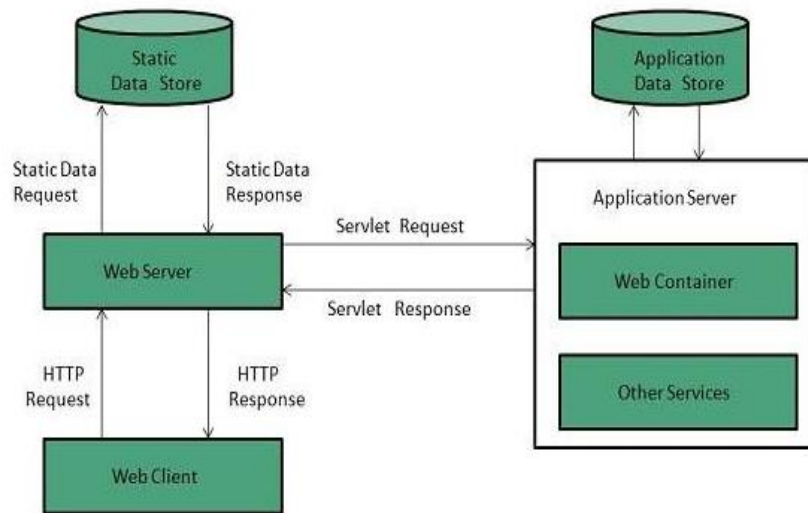 Static
Data Store
Application
Data Store
Static Data
Request
Static Data
Response
Application Server
Servlet Request
Web Server
Web Container
Servlet Response
HTTP
Request
HTTP
Response
Other Services
Web Client